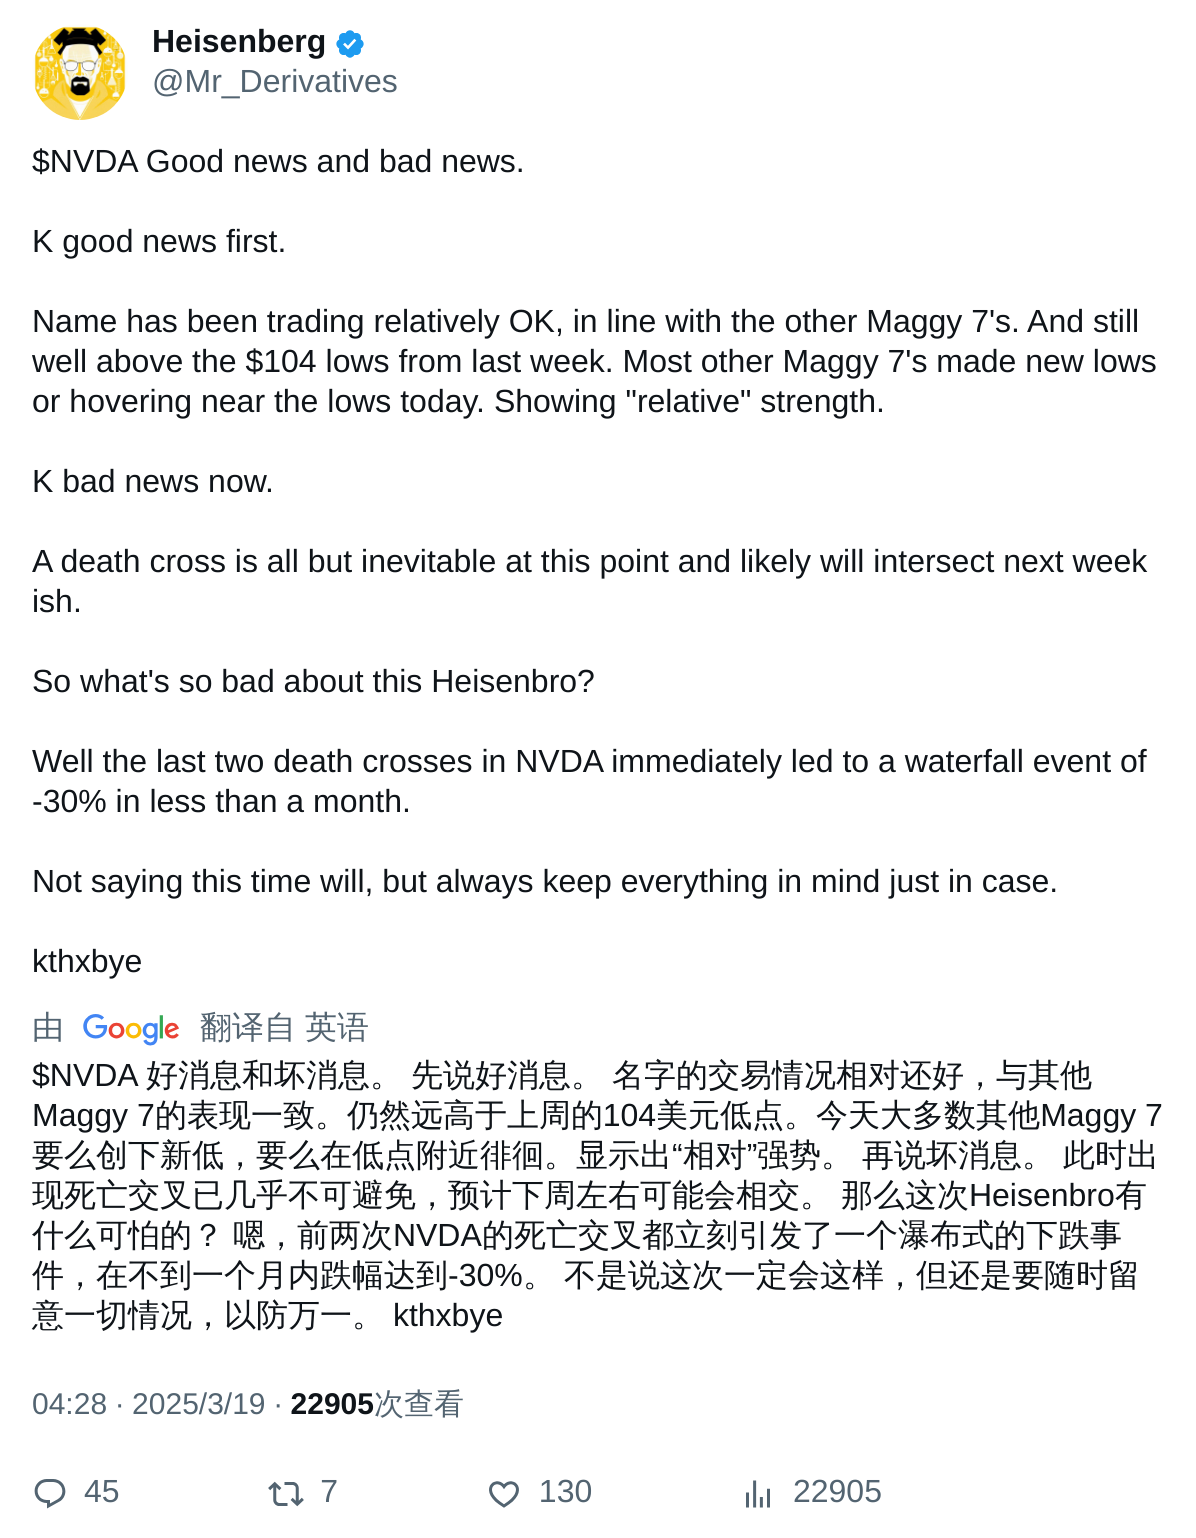 Heisenberg
@Mr_Derivatives
$NVDA Good news and bad news.
K good news first.
Name has been trading relatively OK, in line with the other Maggy 7's. And still
well above the $104 lows from last week. Most other Maggy 7's made new lows
or hovering near the lows today. Showing "relative" strength.
K bad news now.
A death cross is all but inevitable at this point and likely will intersect next week
ish.
So what's so bad about this Heisenbro?
Well the last two death crosses in NVDA immediately led to a waterfall event of
-30% in less than a month.
Not saying this time will, but always keep everything in mind just in case.
kthxbye
由 Google 翻译自 英语
$NVDA 好消息和坏消息。 先说好消息。 名字的交易情况相对还好，与其他
Maggy 7的表现一致。仍然远高于上周的104美元低点。今天大多数其他Maggy 7
要么创下新低，要么在低点附近徘徊。显示出“相对”强势。 再说坏消息。 此时出
现死亡交叉已几乎不可避免，预计下周左右可能会相交。 那么这次Heisenbro有
什么可怕的？ 嗯，前两次NVDA的死亡交叉都立刻引发了一个瀑布式的下跌事
件，在不到一个月内跌幅达到-30%。 不是说这次一定会这样，但还是要随时留
意一切情况，以防万一。 kthxbye
04:28 · 2025/3/19 · 22905次查看
45 7 130 22905